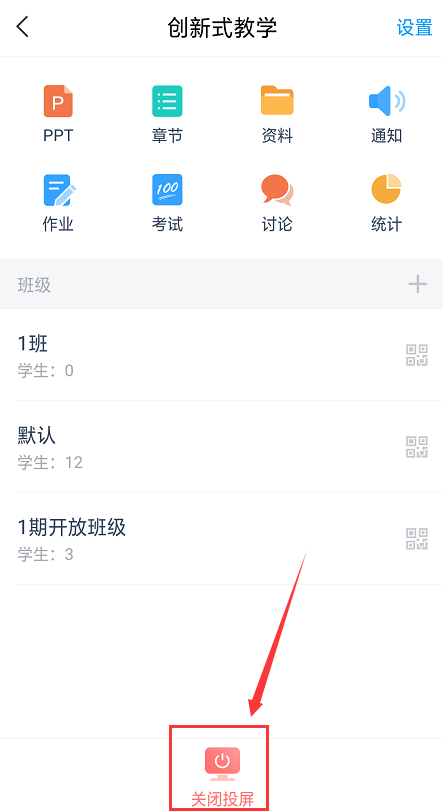 创新式教学 设置
P
PPT 章节 资料 通知
100
作业 考试 讨论 统计
班级
1班
学生：0
默认
学生：12
1期开放班级
学生：3
关闭投屏